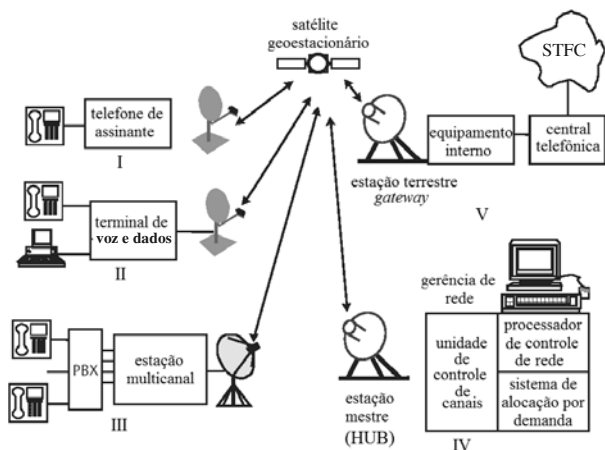 satélite
geoestacionário
STFC
telefone de
assinante
I
equipamento
interno
central
telefônica
estação terrestre
gateway
V
terminal de
voz e dados
II
gerência de
rede
PBX
estação
multicanal
III
estação
mestre
(HUB)
unidade
de
controle
de
canais
processador
de controle
de rede
sistema de
alocação por
demanda
IV